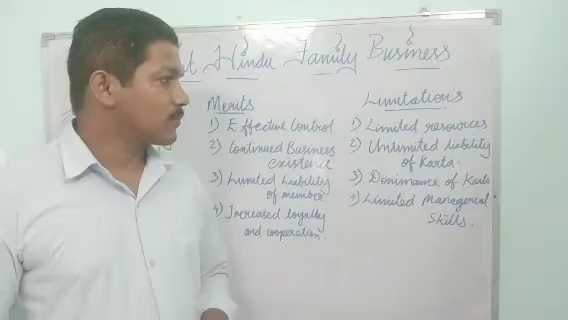 Hindu Family Business
Merits
1) Effective Control
2) Continued Business
existence
3) Limited liability
of member
4) Increased loyalty
and cooperation.
Limitations
1) Limited resources
2) Unlimited liability
of Karta.
3) Dominance of Karta
4) Limited Managerial
Skills.